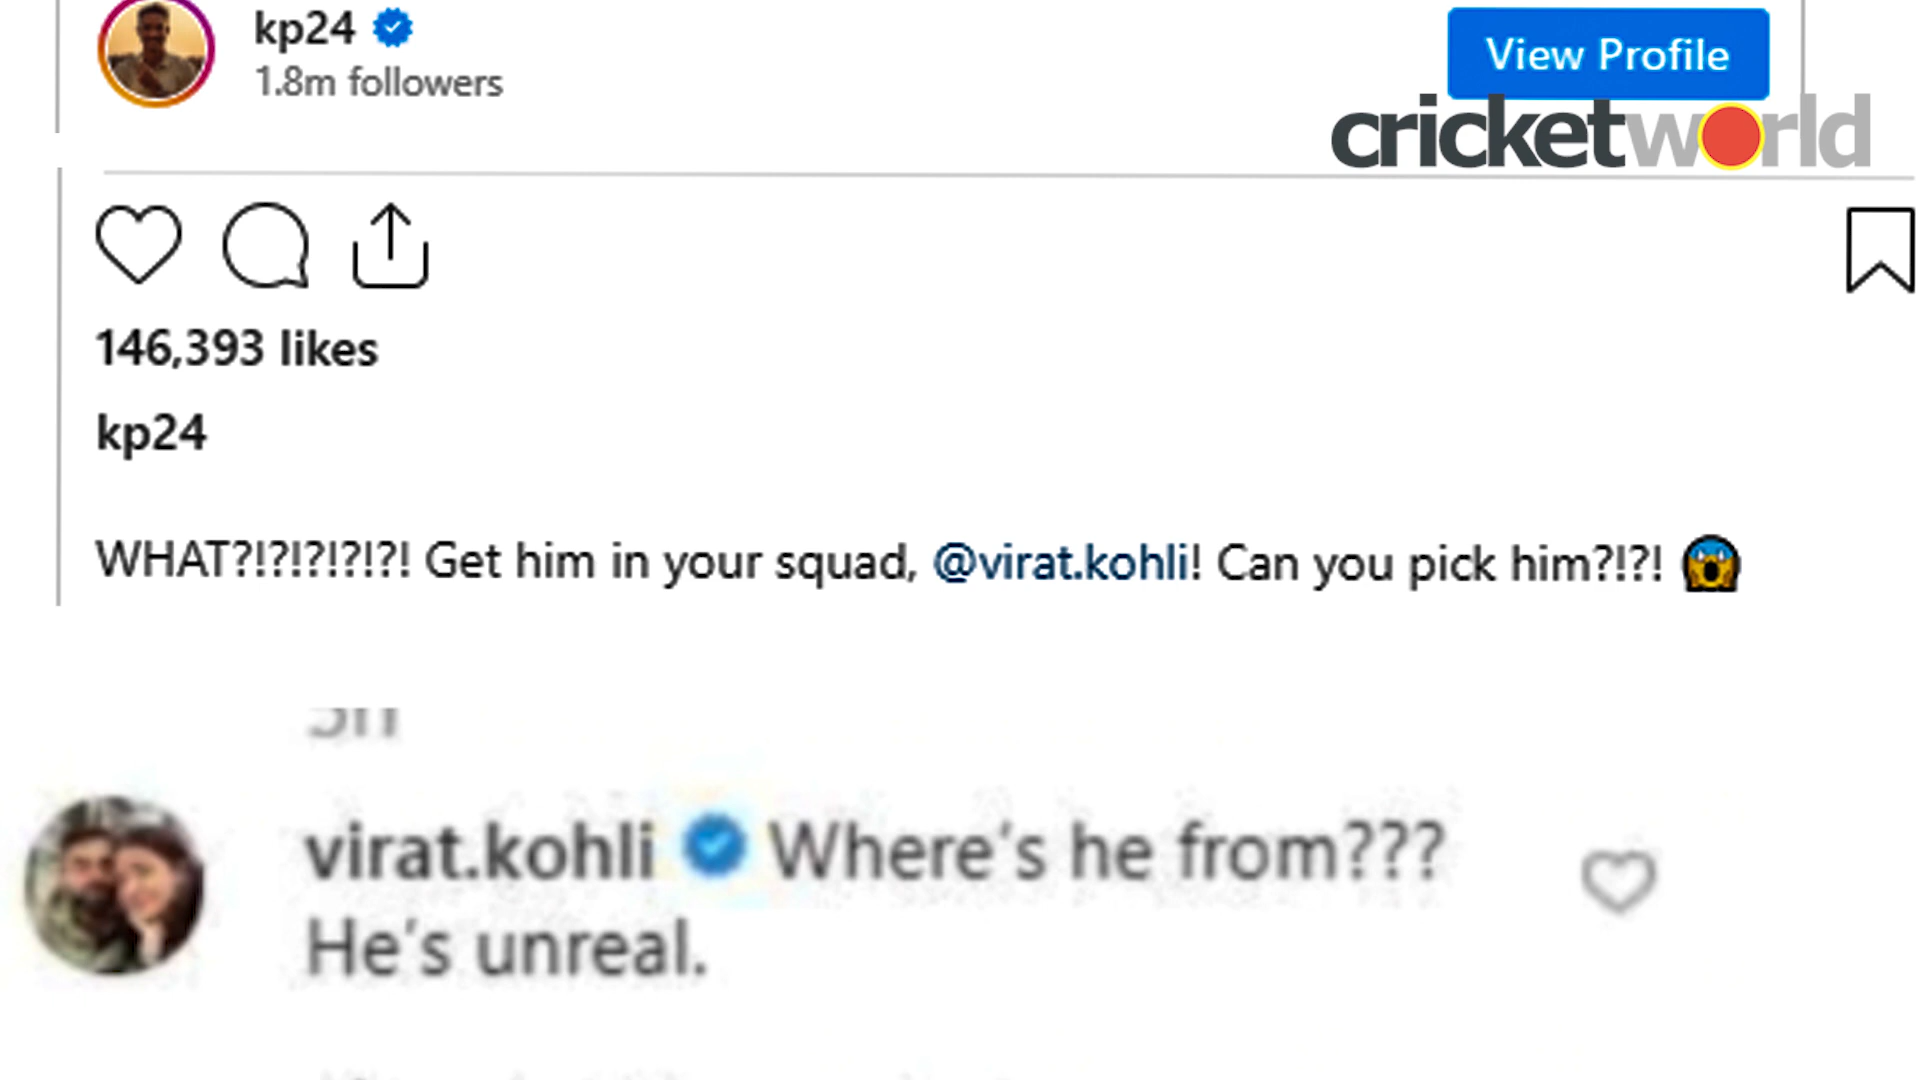 kp24
1.8m followers
View Profile
cricketworld
146,393 likes
kp24
WHAT?!?!?!?!?! Get him in your squad, @virat.kohli! Can you pick him?!?! 😱
virat.kohli Where's he from???
He's unreal.